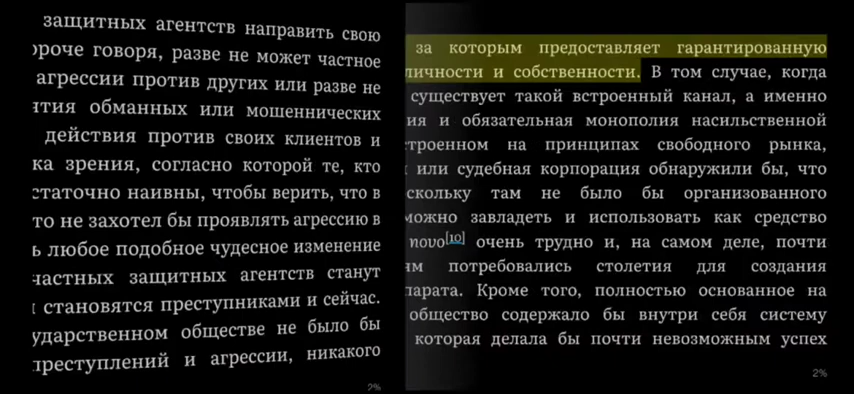 защитных агентств направить свою
ороче говоря, разве не может частное
агрессии против других или разве не
ятия обманных или мошеннических
действия против своих клиентов и
ка зрения, согласно которой те, кто
статочно наивны, чтобы верить, что в
то не захотел бы проявлять агрессию в
ь любое подобное чудесное изменение
частных защитных агентств станут
становятся преступниками и сейчас.
ударственном обществе не было бы
преступлений и агрессии, никакого
2%
за которым предоставляет гарантированную
личности и собственности. В том случае, когда
существует такой встроенный канал, а именно
ия и обязательная монополия насильственной
строенном на принципах свободного рынка,
или судебная корпорация обнаружили бы, что
скольку там не было бы организованного
можно завладеть и использовать как средство
novo[10] очень трудно и, на самом деле, почти
ям потребовались столетия для создания
парата. Кроме того, полностью основанное на
общество содержало бы внутри себя систему
которая делала бы почти невозможным успех
2%